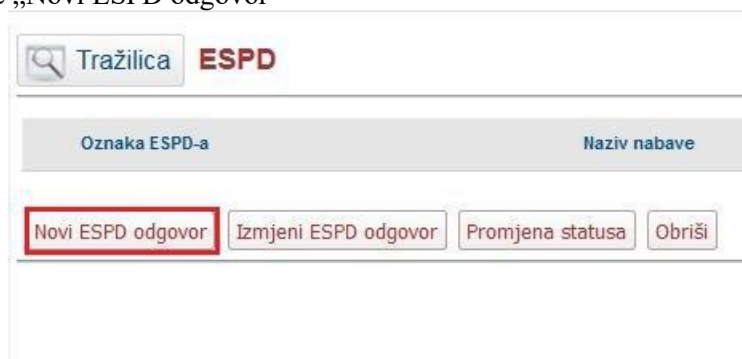 „Novi ESPD odgovor
Tražilica ESPD
Oznaka ESPD-a Naziv nabave
Novi ESPD odgovor Izmjeni ESPD odgovor Promjena statusa Obriši